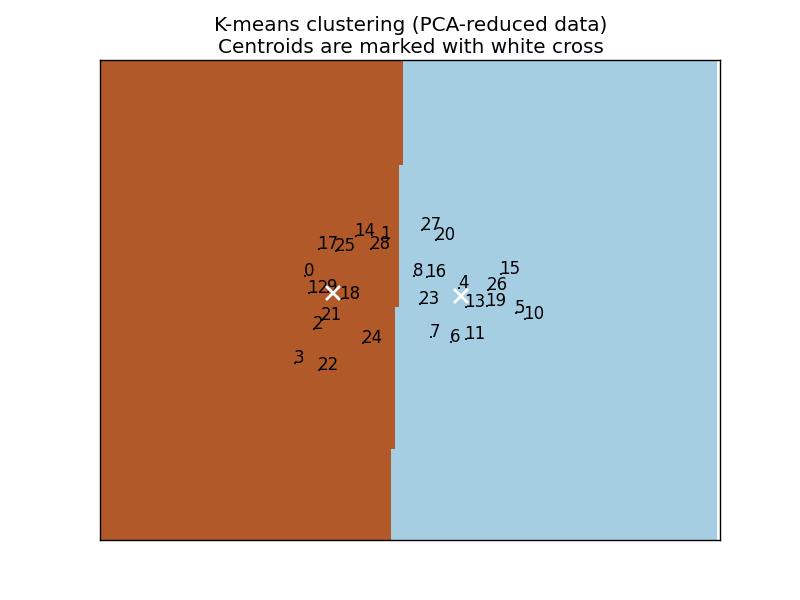 K-means clustering (PCA-reduced data)
Centroids are marked with white cross
27
14 1 20
17 25 28
0 8 16 15
4 26
12 9 18 23 13 19
5 10
21
2 7 6 11
24
3 22